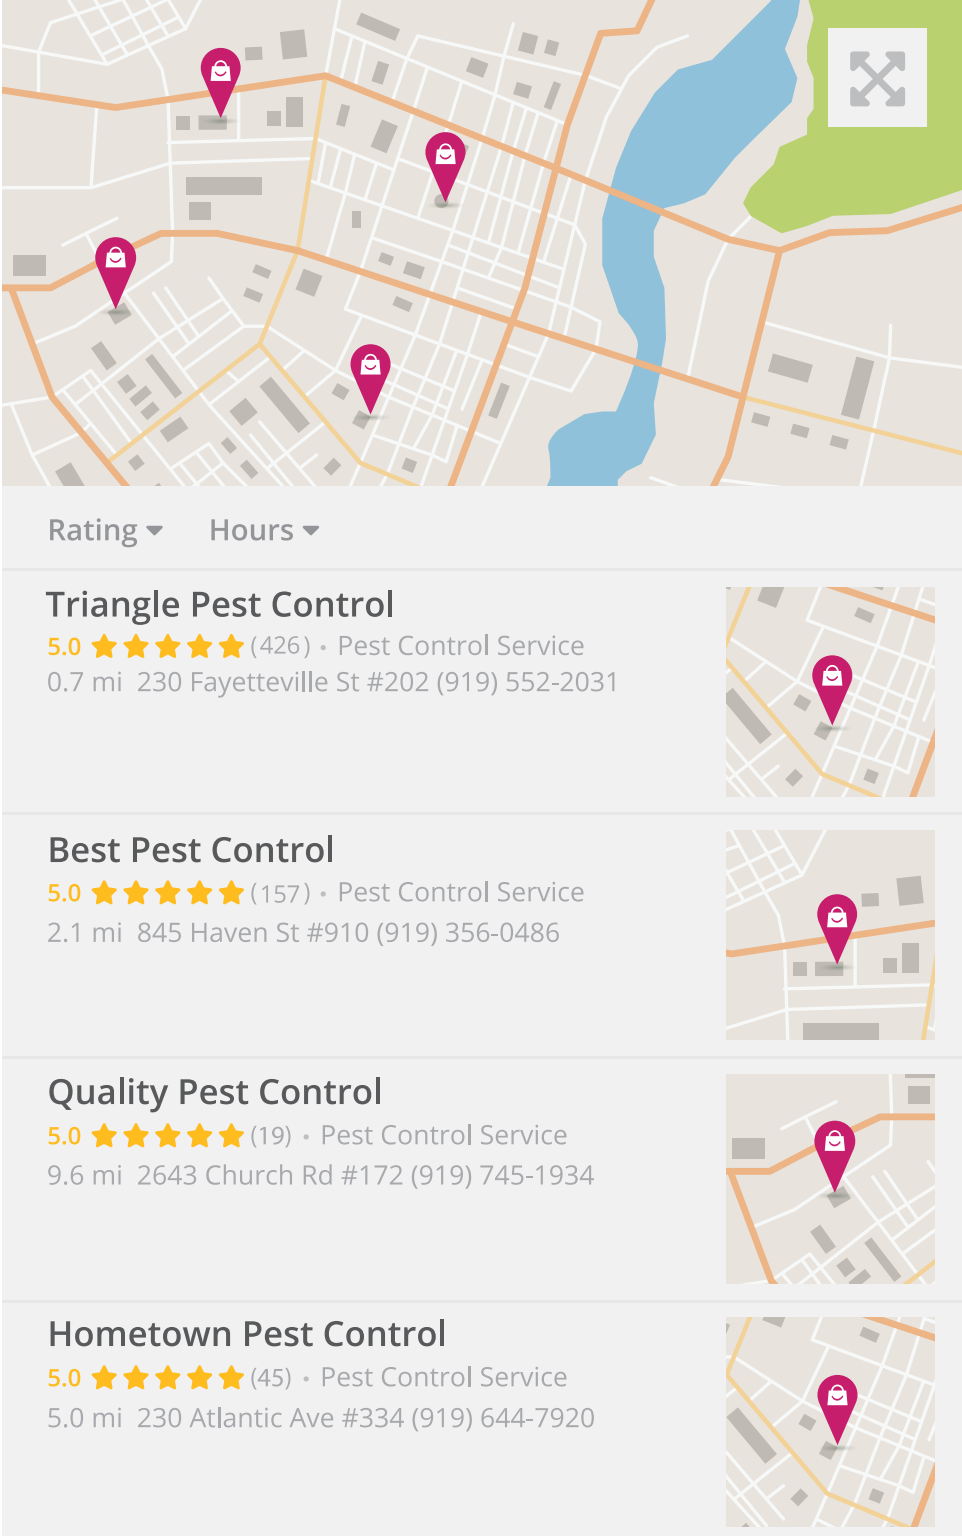 Rating Hours
Triangle Pest Control
5.0 (426) • Pest Control Service
0.7 mi 230 Fayetteville St #202 (919) 552-2031
Best Pest Control
5.0 (157) • Pest Control Service
2.1 mi 845 Haven St #910 (919) 356-0486
Quality Pest Control
5.0 (19) • Pest Control Service
9.6 mi 2643 Church Rd #172 (919) 745-1934
Hometown Pest Control
5.0 (45) • Pest Control Service
5.0 mi 230 Atlantic Ave #334 (919) 644-7920